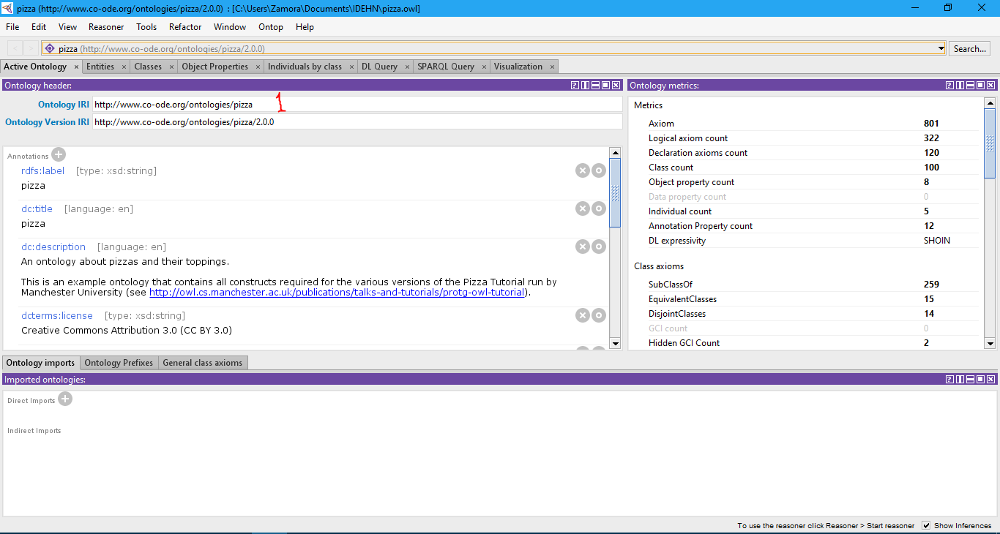 pizza (http://www.co-ode.org/ontologies/pizza/2.0.0) : [C:\Users\Zamora\Documents\IDEHN\pizza.owl]
File Edit View Reasoner Tools Refactor Window Ontop Help
pizza (http://www.co-ode.org/ontologies/pizza/2.0.0) Search...
Active Ontology × Entities × Classes × Object Properties × Individuals by class × DL Query × SPARQL Query × Visualization ×
Ontology header:
Ontology IRI http://www.co-ode.org/ontologies/pizza 1
Ontology Version IRI http://www.co-ode.org/ontologies/pizza/2.0.0
Annotations
rdfs:label [type: xsd:string]
pizza
dc:title [language: en]
pizza
dc:description [language: en]
An ontology about pizzas and their toppings.
This is an example ontology that contains all constructs required for the various versions of the Pizza Tutorial run by
Manchester University (see http://owl.cs.manchester.ac.uk/publications/talks-and-tutorials/protg-owl-tutorial).
dcterms:license [type: xsd:string]
Creative Commons Attribution 3.0 (CC BY 3.0)
Ontology metrics:
Metrics
Axiom 801
Logical axiom count 322
Declaration axioms count 120
Class count 100
Object property count 8
Data property count 0
Individual count 5
Annotation Property count 12
DL expressivity SHOIN
Class axioms
SubClassOf 259
EquivalentClasses 15
DisjointClasses 14
GCI count 0
Hidden GCI Count 2
Ontology imports Ontology Prefixes General class axioms
Imported ontologies:
Direct Imports
Indirect Imports
To use the reasoner click Reasoner > Start reasoner Show Inferences